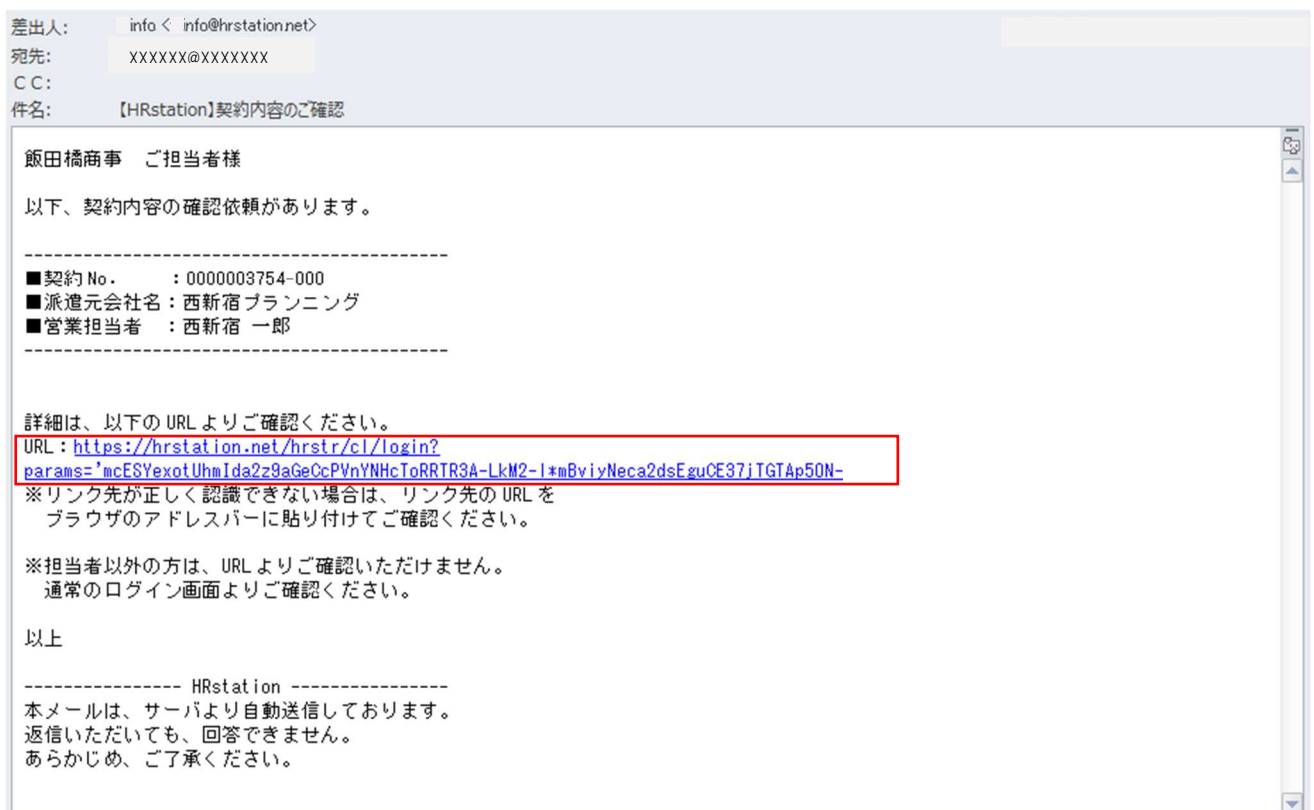 差出人: info < info@hrstation.net>
宛先: XXXXXX@XXXXXXX
ＣＣ:
件名: 【HRstation】契約内容のご確認
飯田橋商事　ご担当者様
以下、契約内容の確認依頼があります。
-------------------------------------------
■契約No.　　　：0000003754-000
■派遣元会社名：西新宿プランニング
■営業担当者　：西新宿 一郎
-------------------------------------------
詳細は、以下のURLよりご確認ください。
URL：https://hrstation.net/hrstr/cl/login?
params='mcESYexotUhmIda2z9aGeCcPVnYNHcToRRTR3A-LkM2-l*mBviyNeca2dsEguCE37jTGTAp5ON-
※リンク先が正しく認識できない場合は、リンク先のURLを
ブラウザのアドレスバーに貼り付けてご確認ください。
※担当者以外の方は、URLよりご確認いただけません。
通常のログイン画面よりご確認ください。
以上
---------------- HRstation ----------------
本メールは、サーバより自動送信しております。
返信いただいても、回答できません。
あらかじめ、ご了承ください。